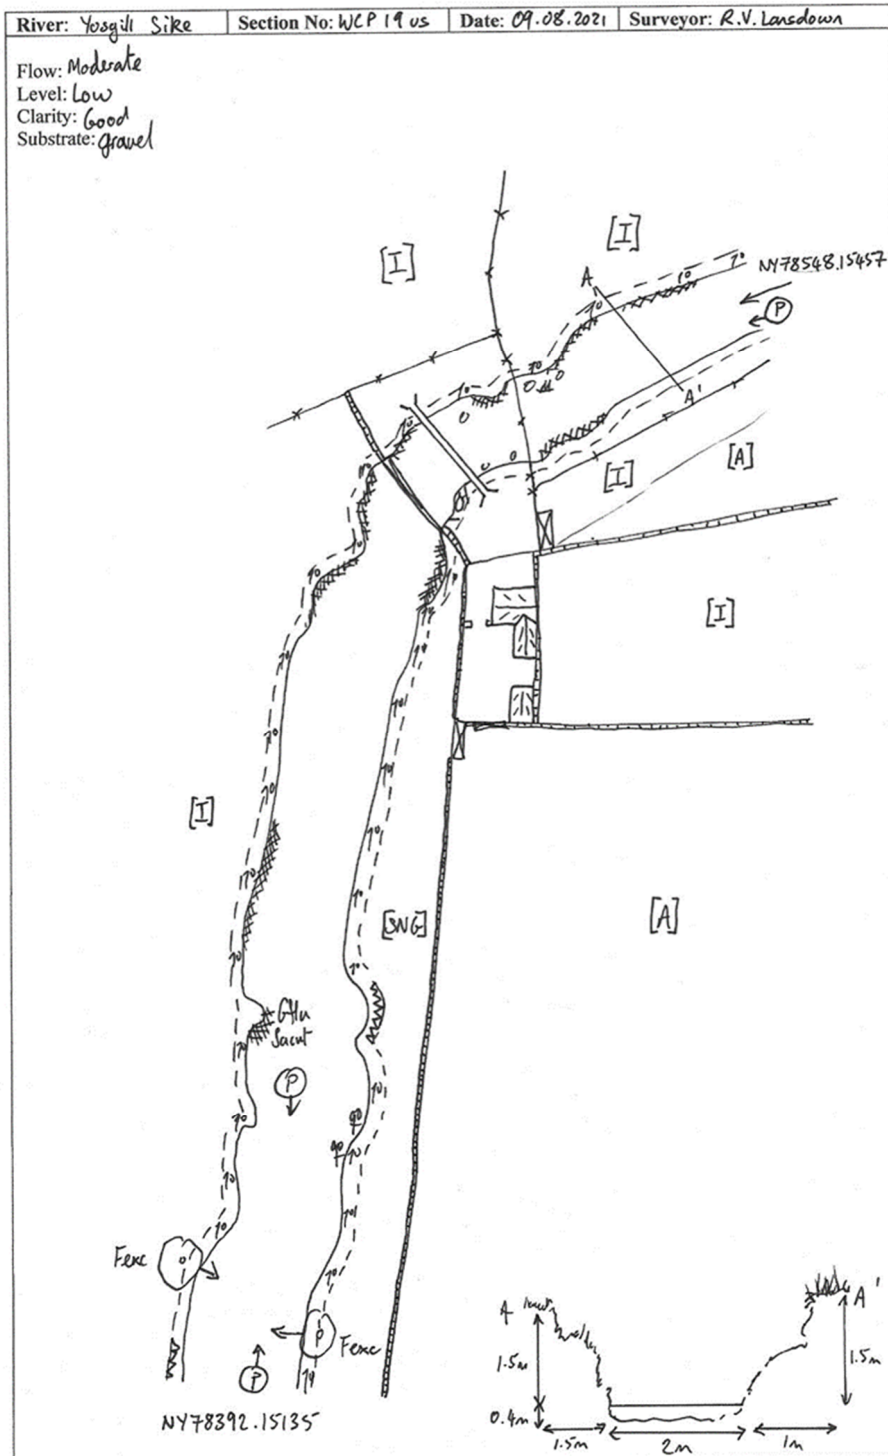 River: Yosgill Sike Section No: WCP 19 us Date: 09.08.2021 Surveyor: R.V. Lansdown
Flow: Moderate
Level: Low
Clarity: Good
Substrate: gravel
[I]
[I]
NY78548.15457
A
P
A'
[A]
[I]
[I]
[I]
[SNG]
[A]
Sacut
P
Fexc
Fexc
P
NY78392.15135
A
A'
1.5m
1.5m
0.4m
1.5m
2m
1m